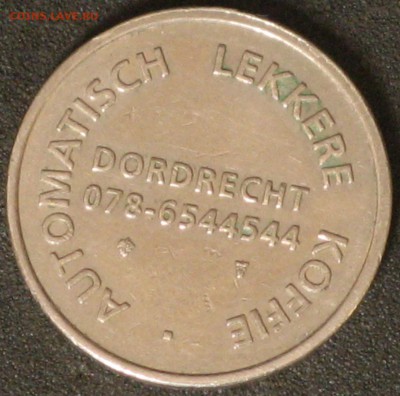 AUTOMATISCH LEKKERE KOFFIE
DORDRECHT
078-6544544